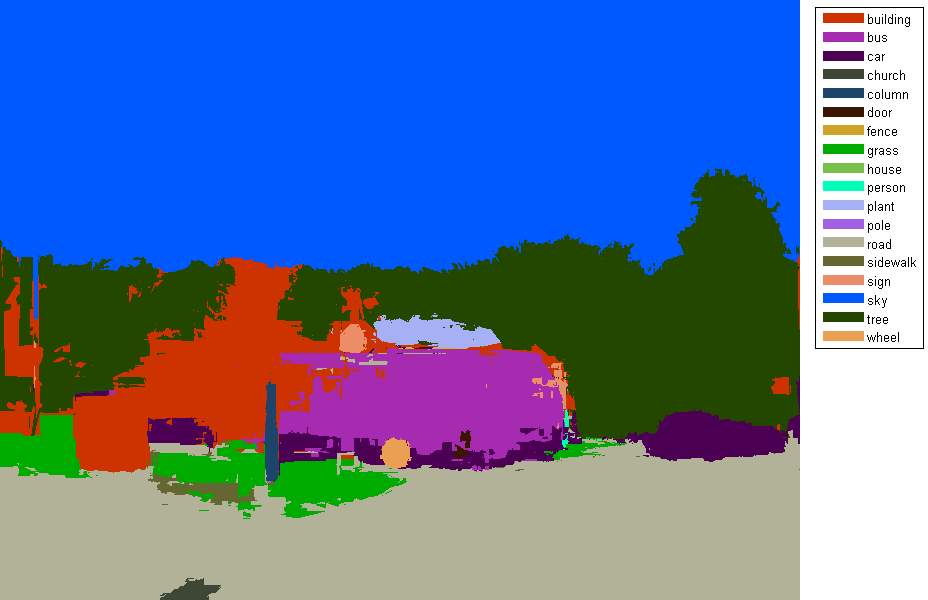 building
bus
car
church
column
door
fence
grass
house
person
plant
pole
road
sidewalk
sign
sky
tree
wheel